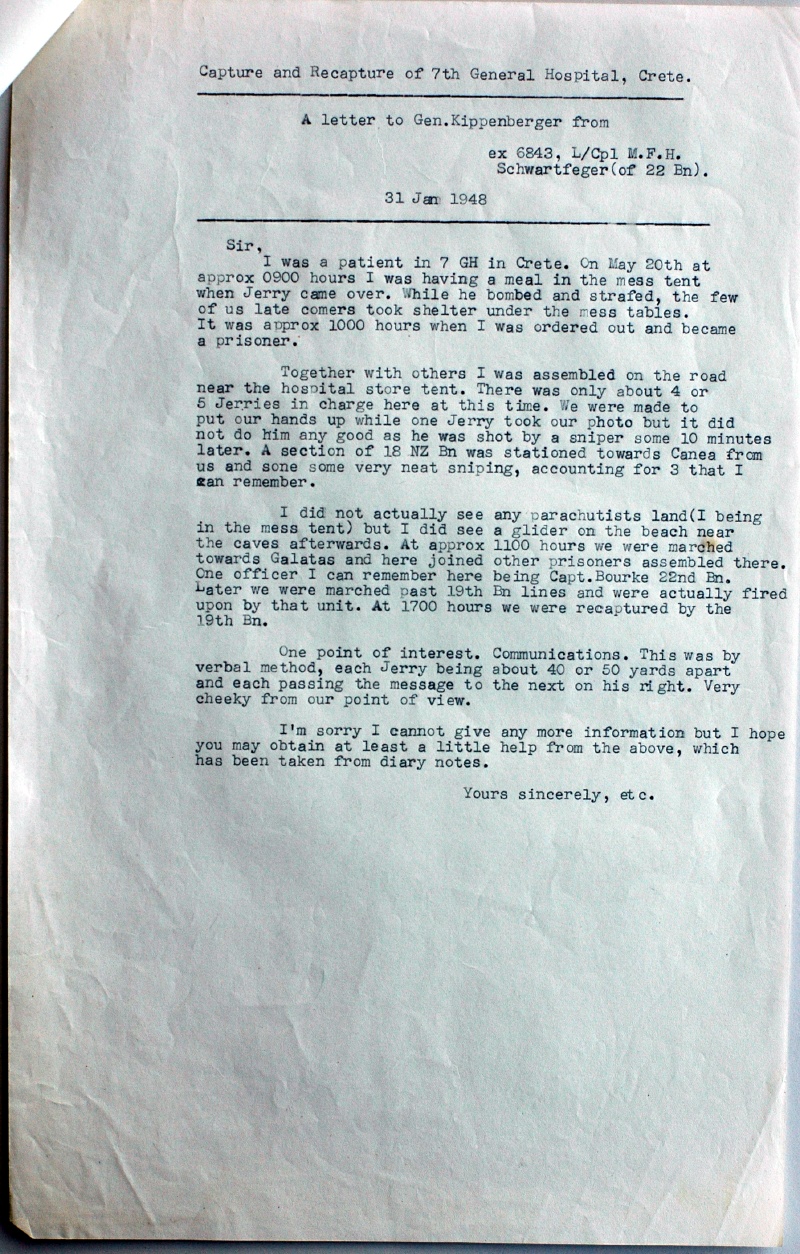 Capture and Recapture of 7th General Hospital, Crete.
A letter to Gen.Kippenberger from
ex 6843, L/Cpl M.F.H.
Schwartfeger(of 22 Bn).
31 Jan 1948
Sir,
I was a patient in 7 GH in Crete. On May 20th at
approx 0900 hours I was having a meal in the mess tent
when Jerry came over. While he bombed and strafed, the few
of us late comers took shelter under the mess tables.
It was approx 1000 hours when I was ordered out and became
a prisoner.
Together with others I was assembled on the road
near the hospital store tent. There was only about 4 or
5 Jerries in charge here at this time. We were made to
put our hands up while one Jerry took our photo but it did
not do him any good as he was shot by a sniper some 10 minutes
later. A section of 18 NZ Bn was stationed towards Canea from
us and sone some very neat sniping, accounting for 3 that I
can remember.
I did not actually see any parachutists land(I being
in the mess tent) but I did see a glider on the beach near
the caves afterwards. At approx 1100 hours we were marched
towards Galatas and here joined other prisoners assembled there.
One officer I can remember here being Capt.Bourke 22nd Bn.
Later we were marched past 19th Bn lines and were actually fired
upon by that unit. At 1700 hours we were recaptured by the
19th Bn.
One point of interest. Communications. This was by
verbal method, each Jerry being about 40 or 50 yards apart
and each passing the message to the next on his right. Very
cheeky from our point of view.
I'm sorry I cannot give any more information but I hope
you may obtain at least a little help from the above, which
has been taken from diary notes.
Yours sincerely, etc.